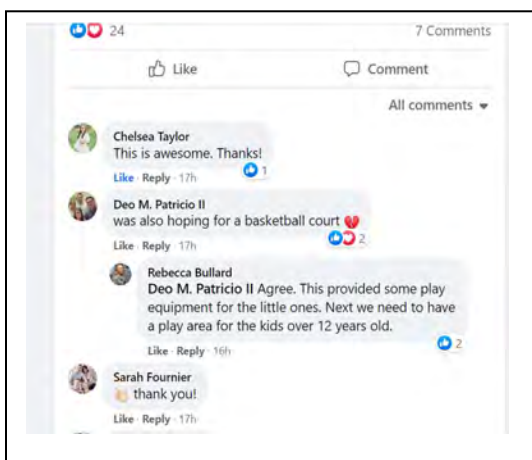 24 7 Comments
Like Comment
All comments
Chelsea Taylor
This is awesome. Thanks!
Like · Reply · 17h 1
Deo M. Patricio II
was also hoping for a basketball court 💔
Like · Reply · 17h 2
Rebecca Bullard
Deo M. Patricio II Agree. This provided some play
equipment for the little ones. Next we need to have
a play area for the kids over 12 years old.
Like · Reply · 16h 2
Sarah Fournier
👏🏻 thank you!
Like · Reply · 17h